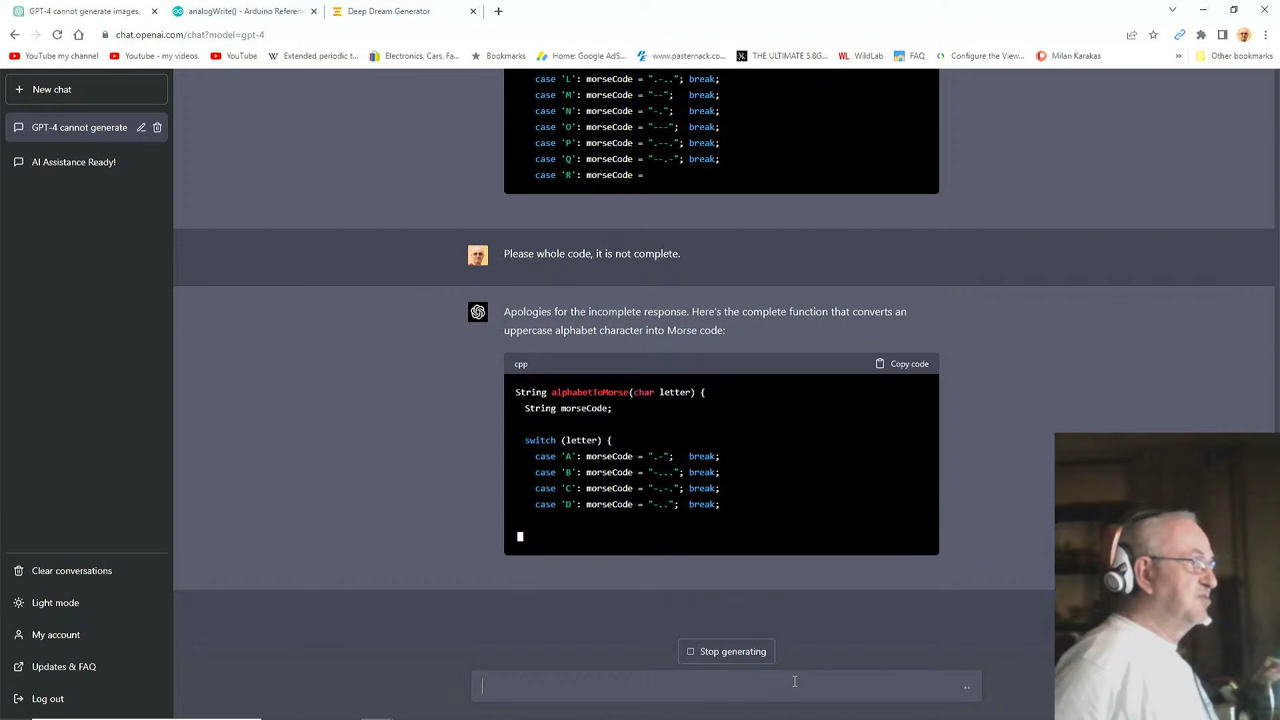 GPT-4 cannot generate images.
analogWrite() - Arduino Referen
Deep Dream Generator
chat.openai.com/chat?model=gpt-4
YouTube my channel
Youtube - my videos.
YouTube
Extended periodic t...
Electronics, Cars, Fa...
Bookmarks
Home: Google AdS...
www.pasternack.co...
THE ULTIMATE 5.8G...
WL WildLab
FAQ
Configure the View...
Milan Karakas
»
Other bookmarks
+ New chat
GPT-4 cannot generate
AI Assistance Ready!
case 'L': morseCode = ".-.."; break;
case 'M': morseCode = "--"; break;
case 'N': morseCode = "-."; break;
case 'O': morseCode = "---"; break;
case 'P': morseCode = ".--."; break;
case 'Q': morseCode = "--.-"; break;
case 'R': morseCode =
Please whole code, it is not complete.
Apologies for the incomplete response. Here's the complete function that converts an
uppercase alphabet character into Morse code:
cpp
Copy code
String alphabetToMorse(char letter) {
String morseCode;
switch (letter) {
case 'A': morseCode = ".-"; break;
case 'B': morseCode = "-..."; break;
case 'C': morseCode = "-.-."; break;
case 'D': morseCode = "-.."; break;
Clear conversations
Light mode
My account
Updates & FAQ
Log out
Stop generating